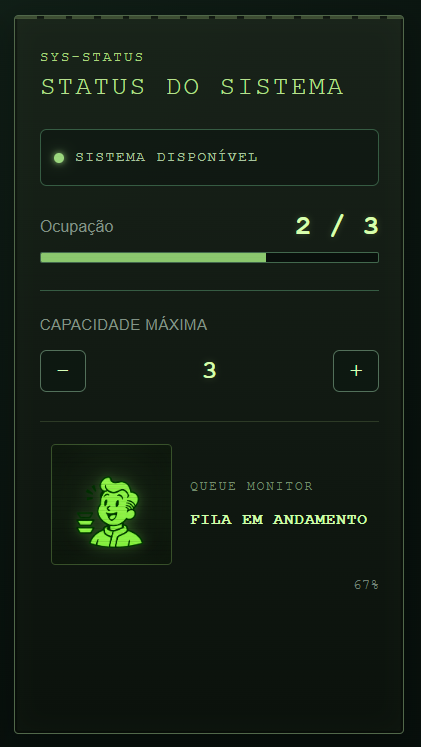 SYS-STATUS
STATUS DO SISTEMA
SISTEMA DISPONÍVEL
Ocupação 2 / 3
CAPACIDADE MÁXIMA
− 3 +
QUEUE MONITOR
FILA EM ANDAMENTO
67%